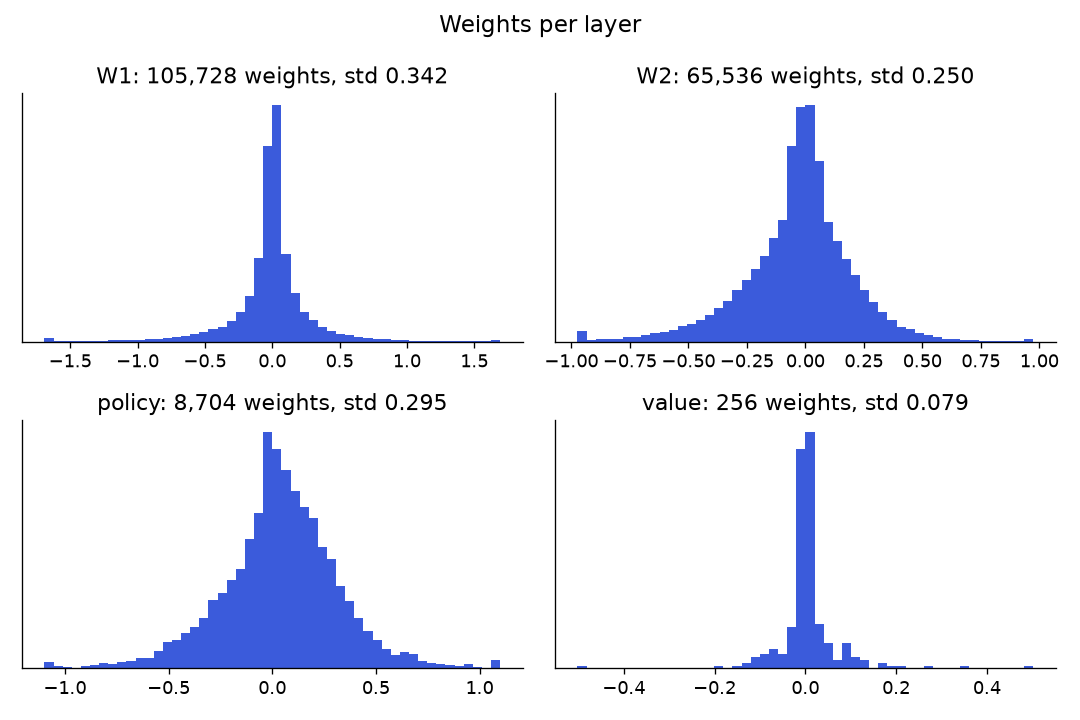 Weights per layer
W1: 105,728 weights, std 0.342
W2: 65,536 weights, std 0.250
−1.5 −1.0 −0.5 0.0 0.5 1.0 1.5
−1.00 −0.75 −0.50 −0.25 0.00 0.25 0.50 0.75 1.00
policy: 8,704 weights, std 0.295
value: 256 weights, std 0.079
−1.0 −0.5 0.0 0.5 1.0
−0.4 −0.2 0.0 0.2 0.4